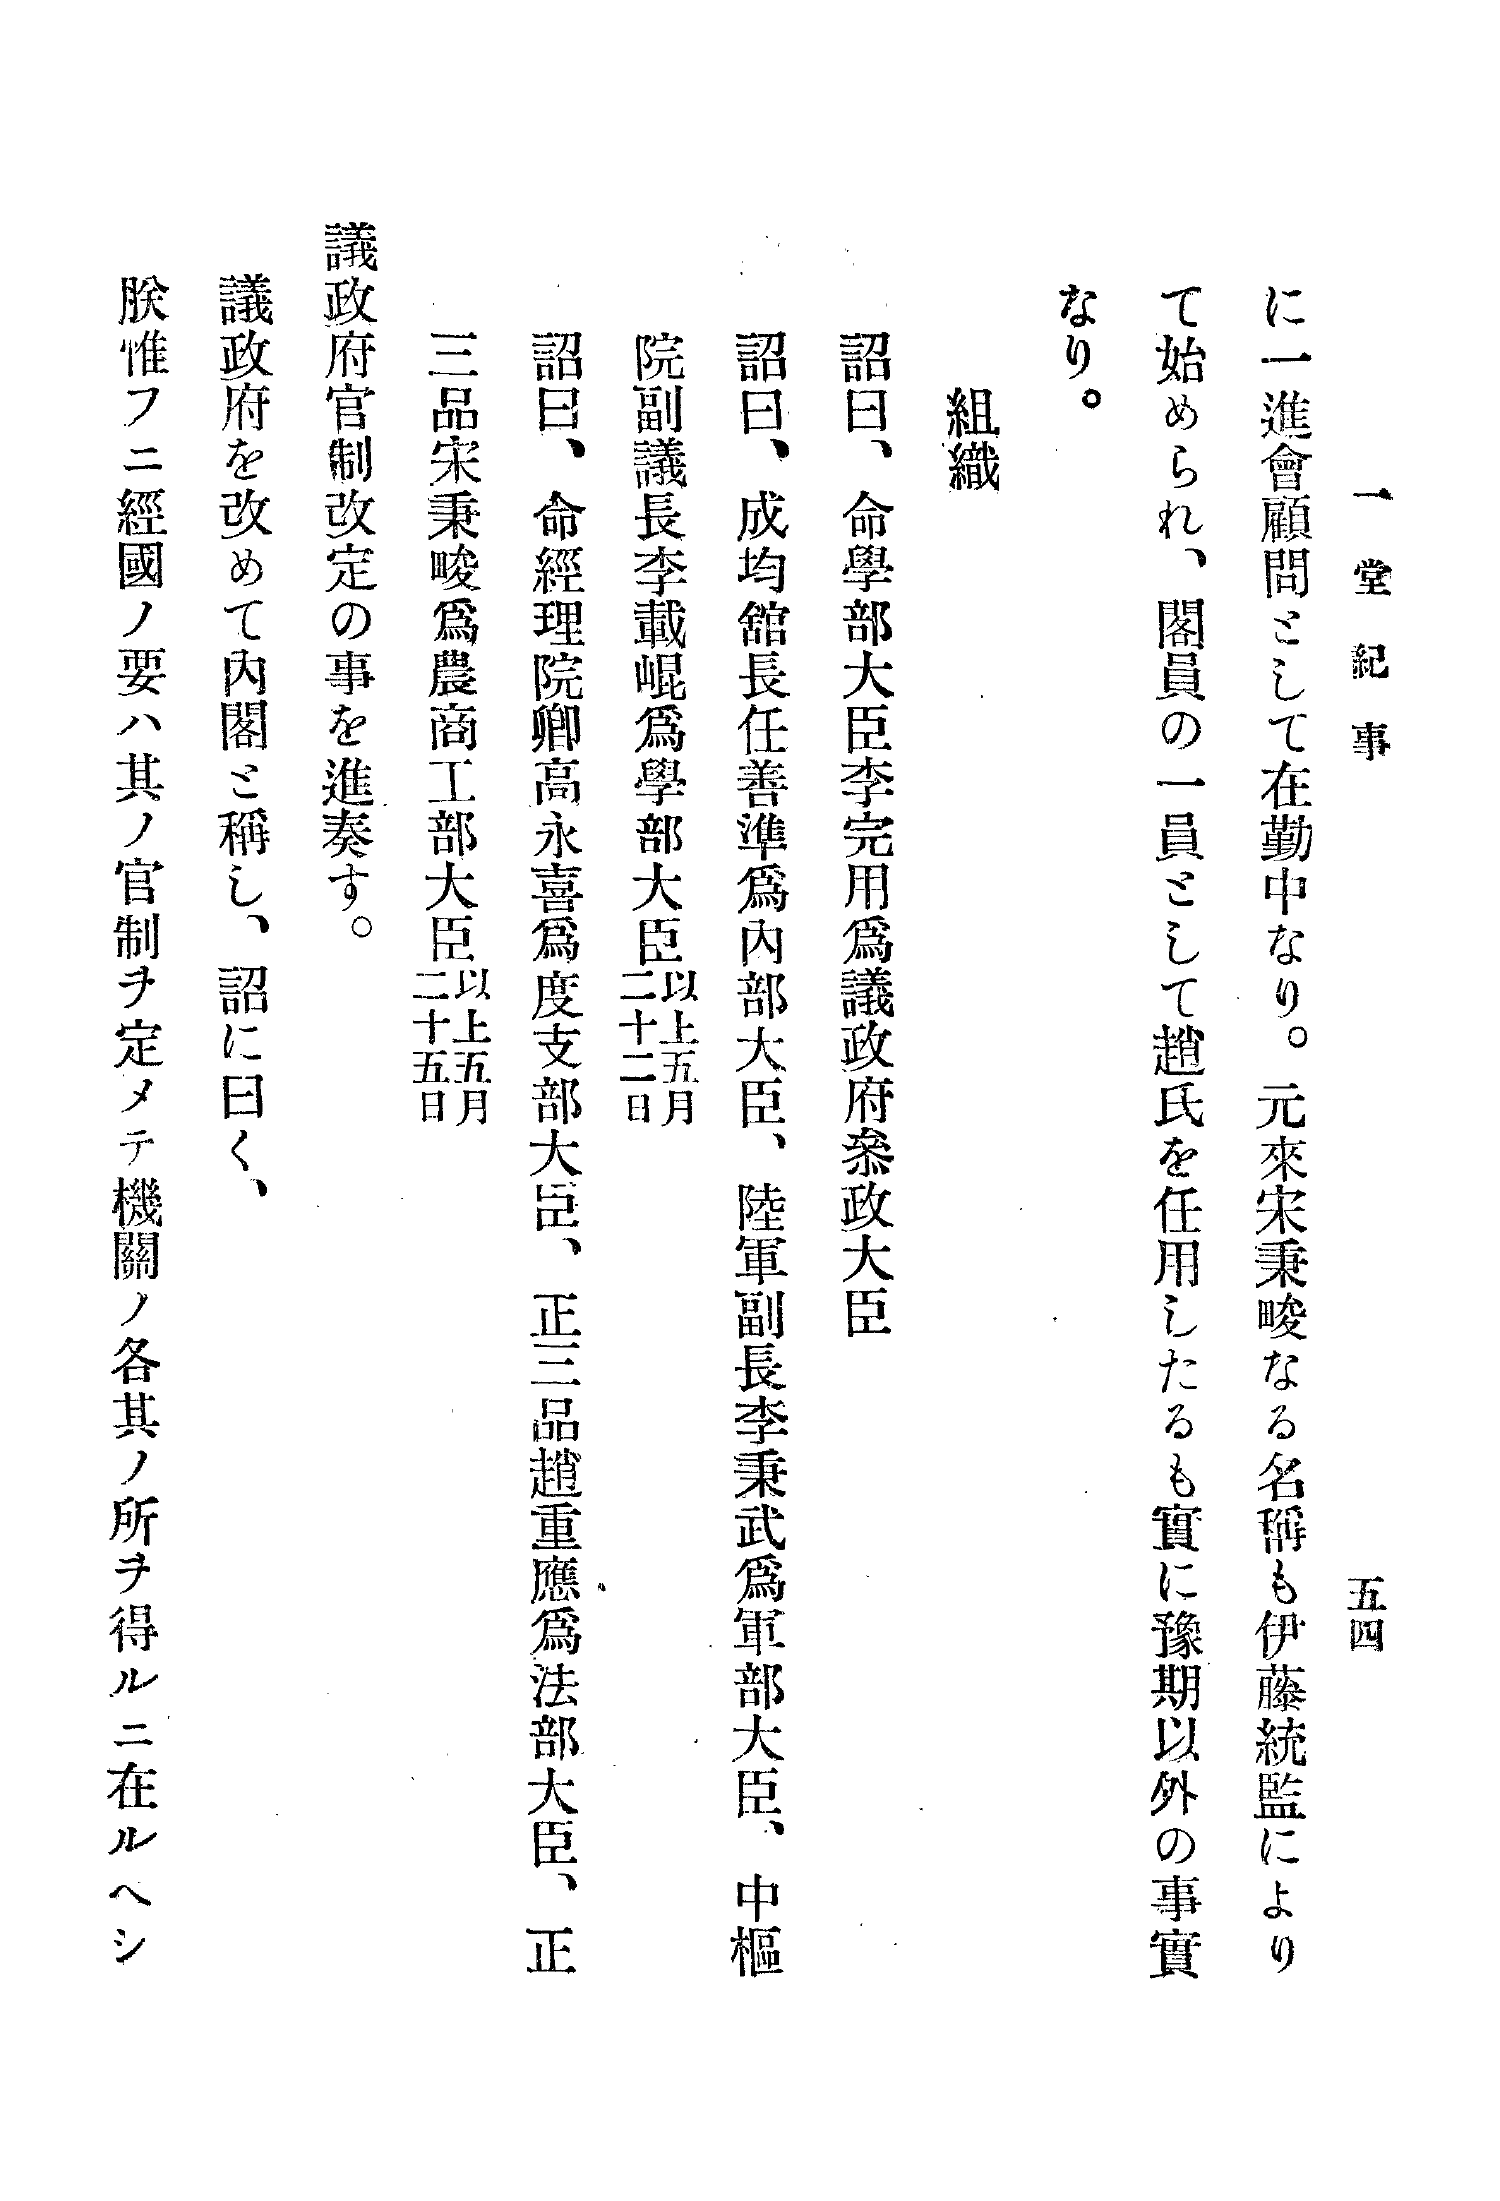 一堂紀事
五四
に一進會顧問として在勤中なり。元來宋秉畯なる名稱も伊藤統監により
て始められ、閣員の一員として趙氏を任用したるも實に豫期以外の事實
なり。
組織
詔曰、命學部大臣李完用爲議政府叅政大臣
詔曰、成均舘長任善準爲內部大臣、陸軍副長李秉武爲軍部大臣、中樞
院副議長李載崐爲學部大臣以上五月二十二日
詔曰、命經理院卿高永喜爲度支部大臣、正三品趙重應爲法部大臣、正
三品宋秉畯爲農商工部大臣以上五月二十五日
議政府官制改定の事を進奏す。
議政府を改めて內閣と稱し、詔に曰く、
朕惟フニ經國ノ要ハ其ノ官制ヲ定メテ機關ノ各其ノ所ヲ得ルニ在ルヘシ